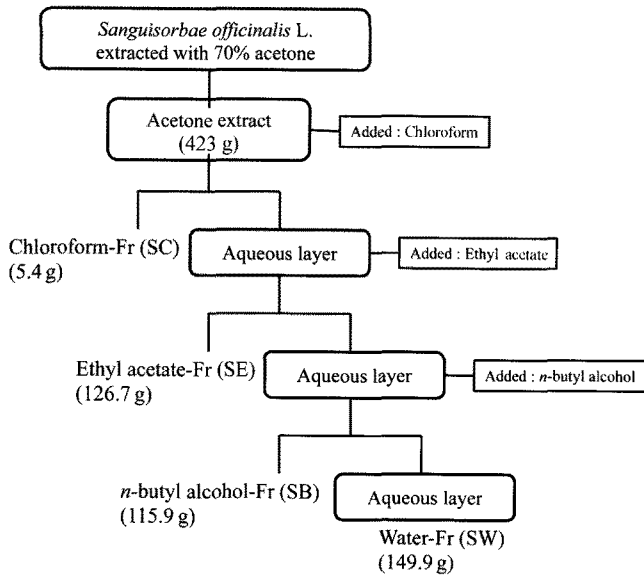 Sanguisorbae officinalis L.
extracted with 70% acetone
Acetone extract
(423 g)
Added : Chloroform
Chloroform-Fr (SC)
(5.4 g)
Aqueous layer
Added : Ethyl acetate
Ethyl acetate-Fr (SE)
(126.7 g)
Aqueous layer
Added : n-butyl alcohol
n-butyl alcohol-Fr (SB)
(115.9 g)
Aqueous layer
Water-Fr (SW)
(149.9 g)